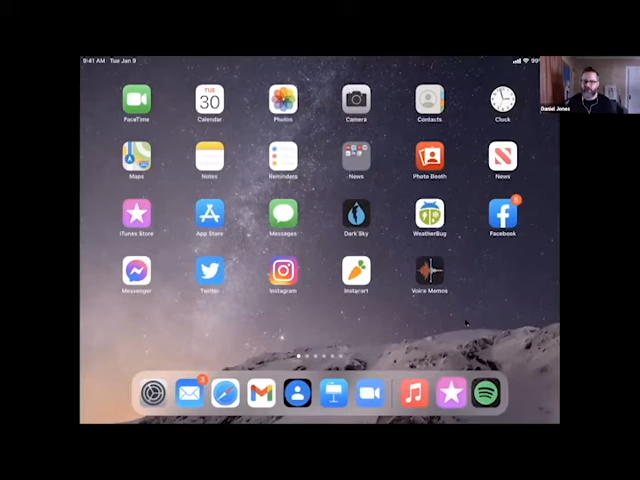 9:41 AM Tue Jan 9
99%
Daniel Jones
TUE
30
FaceTime
Calendar
Photos
Camera
Contacts
Clock
Maps
Notes
Reminders
News
Photo Booth
News
iTunes Store
App Store
Messages
Dark Sky
WeatherBug
Facebook
Messenger
Twitter
Instagram
Instacart
Voice Memos